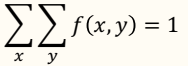 ∑∑f(x, y) = 1
x y